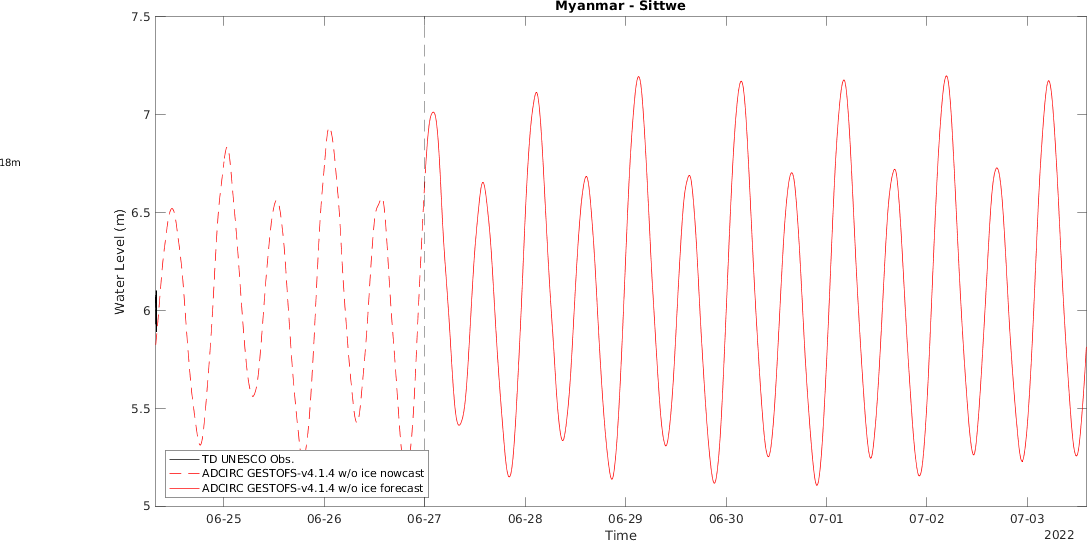 Myanmar - Sittwe
7.5
7
6.5
6
5.5
5
Water Level (m)
18m
TD UNESCO Obs.
ADCIRC GESTOFS-v4.1.4 w/o ice nowcast
ADCIRC GESTOFS-v4.1.4 w/o ice forecast
06-25 06-26 06-27 06-28 06-29 06-30 07-01 07-02 07-03
Time
2022